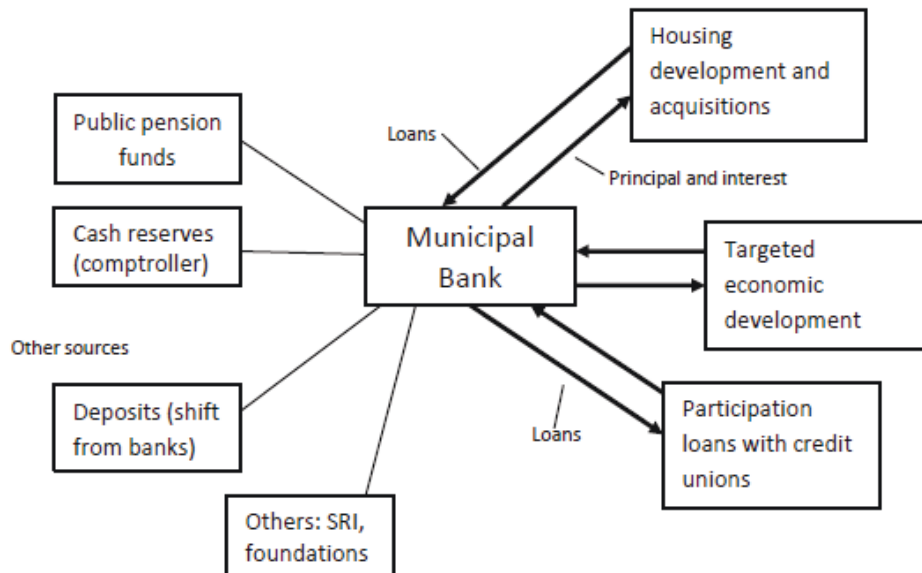 Housing
development and
acquisitions
Public pension
funds
Loans
Principal and interest
Cash reserves
(comptroller)
Municipal
Bank
Targeted
economic
development
Other sources
Deposits (shift
from banks)
Loans
Participation
loans with credit
unions
Others: SRI,
foundations